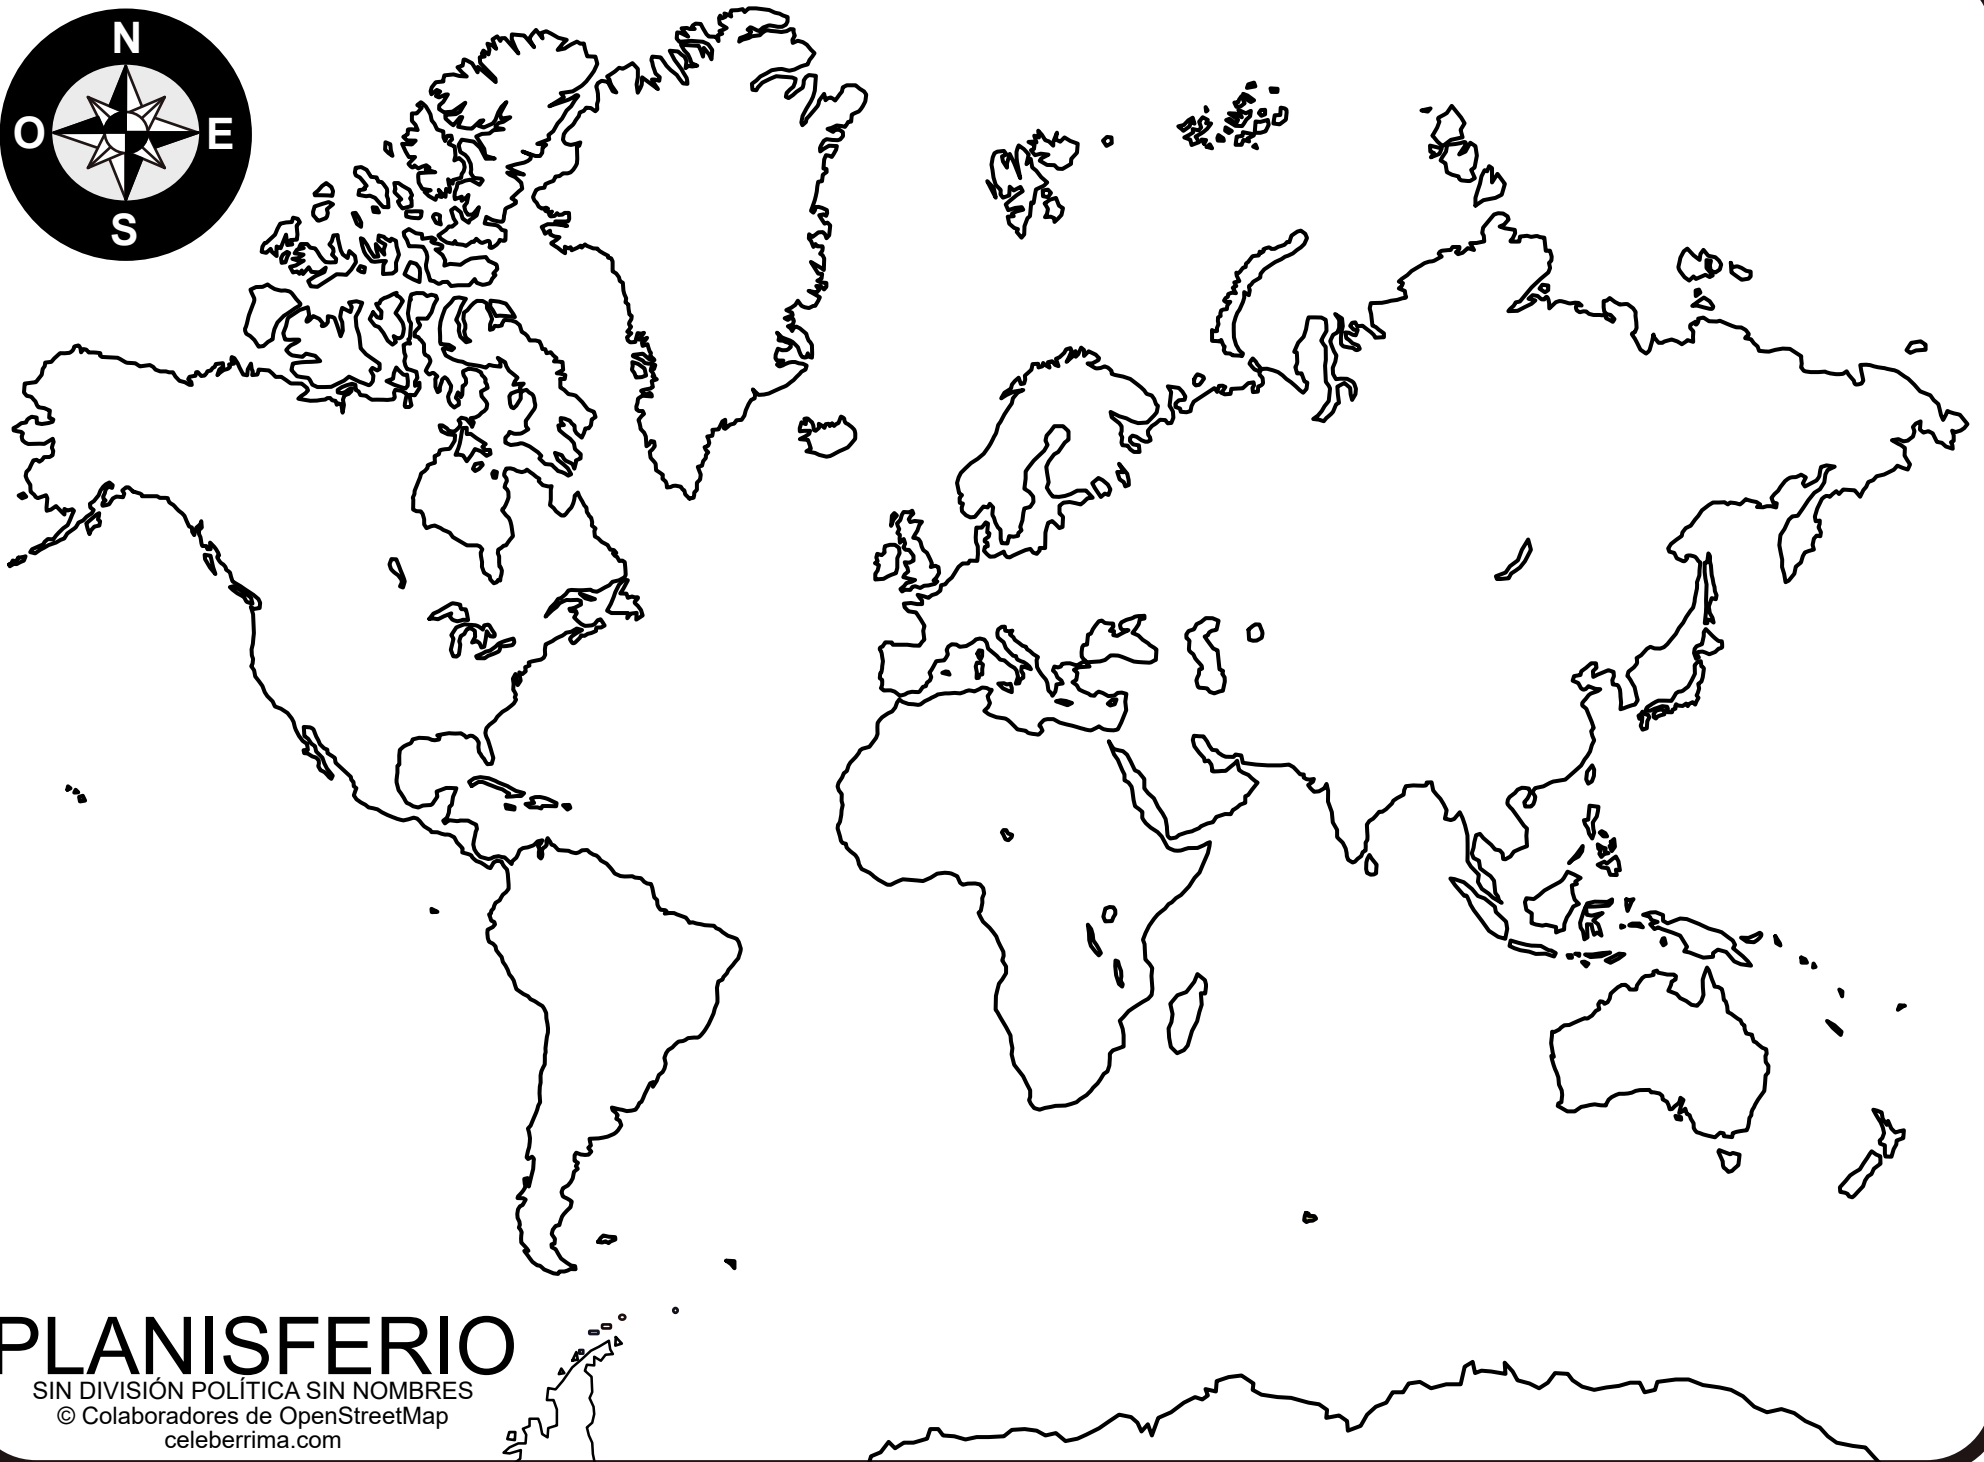 N
O E
S
PLANISFERIO
SIN DIVISIÓN POLÍTICA SIN NOMBRES
© Colaboradores de OpenStreetMap
celeberrima.com